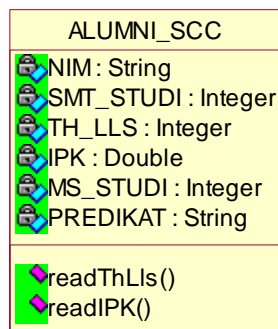 ALUMNI_SCC
NIM : String
SMT_STUDI : Integer
TH_LLS : Integer
IPK : Double
MS_STUDI : Integer
PREDIKAT : String
readThLls()
readIPK()